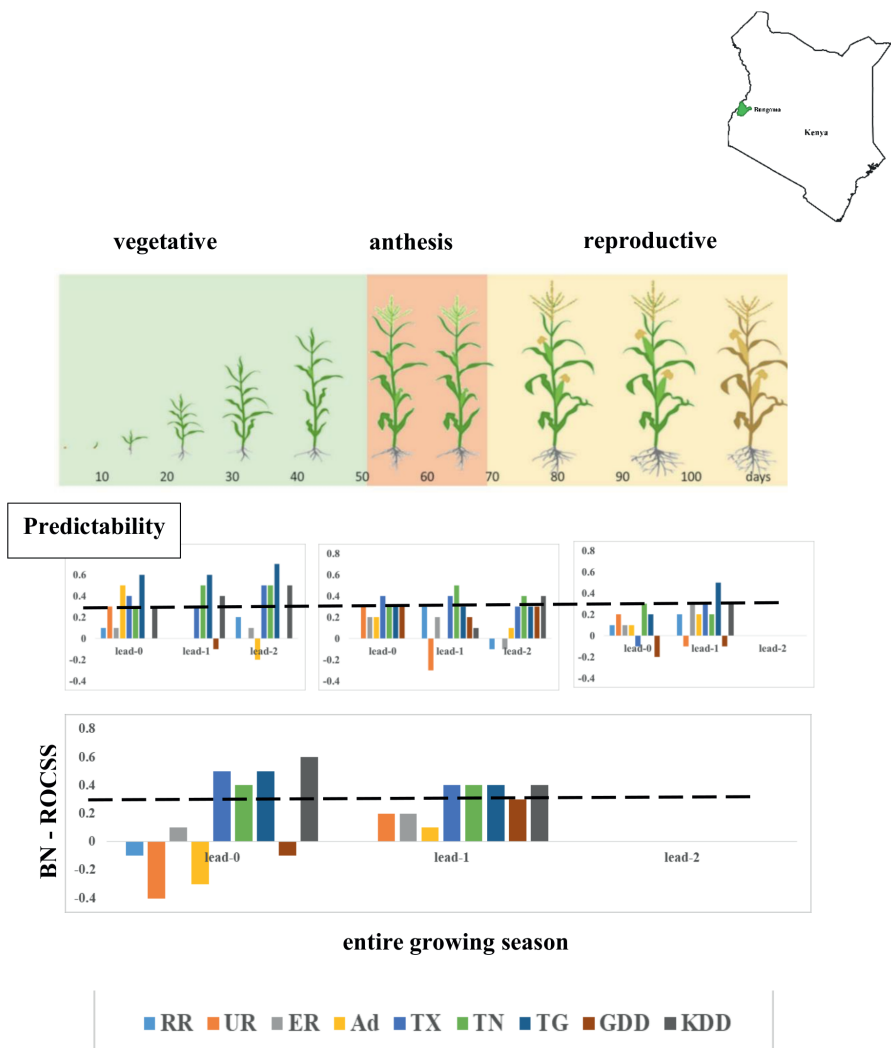 Bungoma
Kenya
vegetative anthesis reproductive
10 20 30 40 50 60 70 80 90 100 days
Predictability
0.6
0.4
0.2
0
-0.2
-0.4
lead-0 lead-1 lead-2
0.8
0.6
0.4
0.2
0
-0.2
-0.4
lead-0 lead-1 lead-2
0.8
0.6
0.4
0.2
0
-0.2
-0.4
lead-0 lead-1 lead-2
BN - ROCSS
0.8
0.6
0.4
0.2
0
-0.2
-0.4
lead-0 lead-1 lead-2
entire growing season
RR UR ER Ad TX TN TG GDD KDD